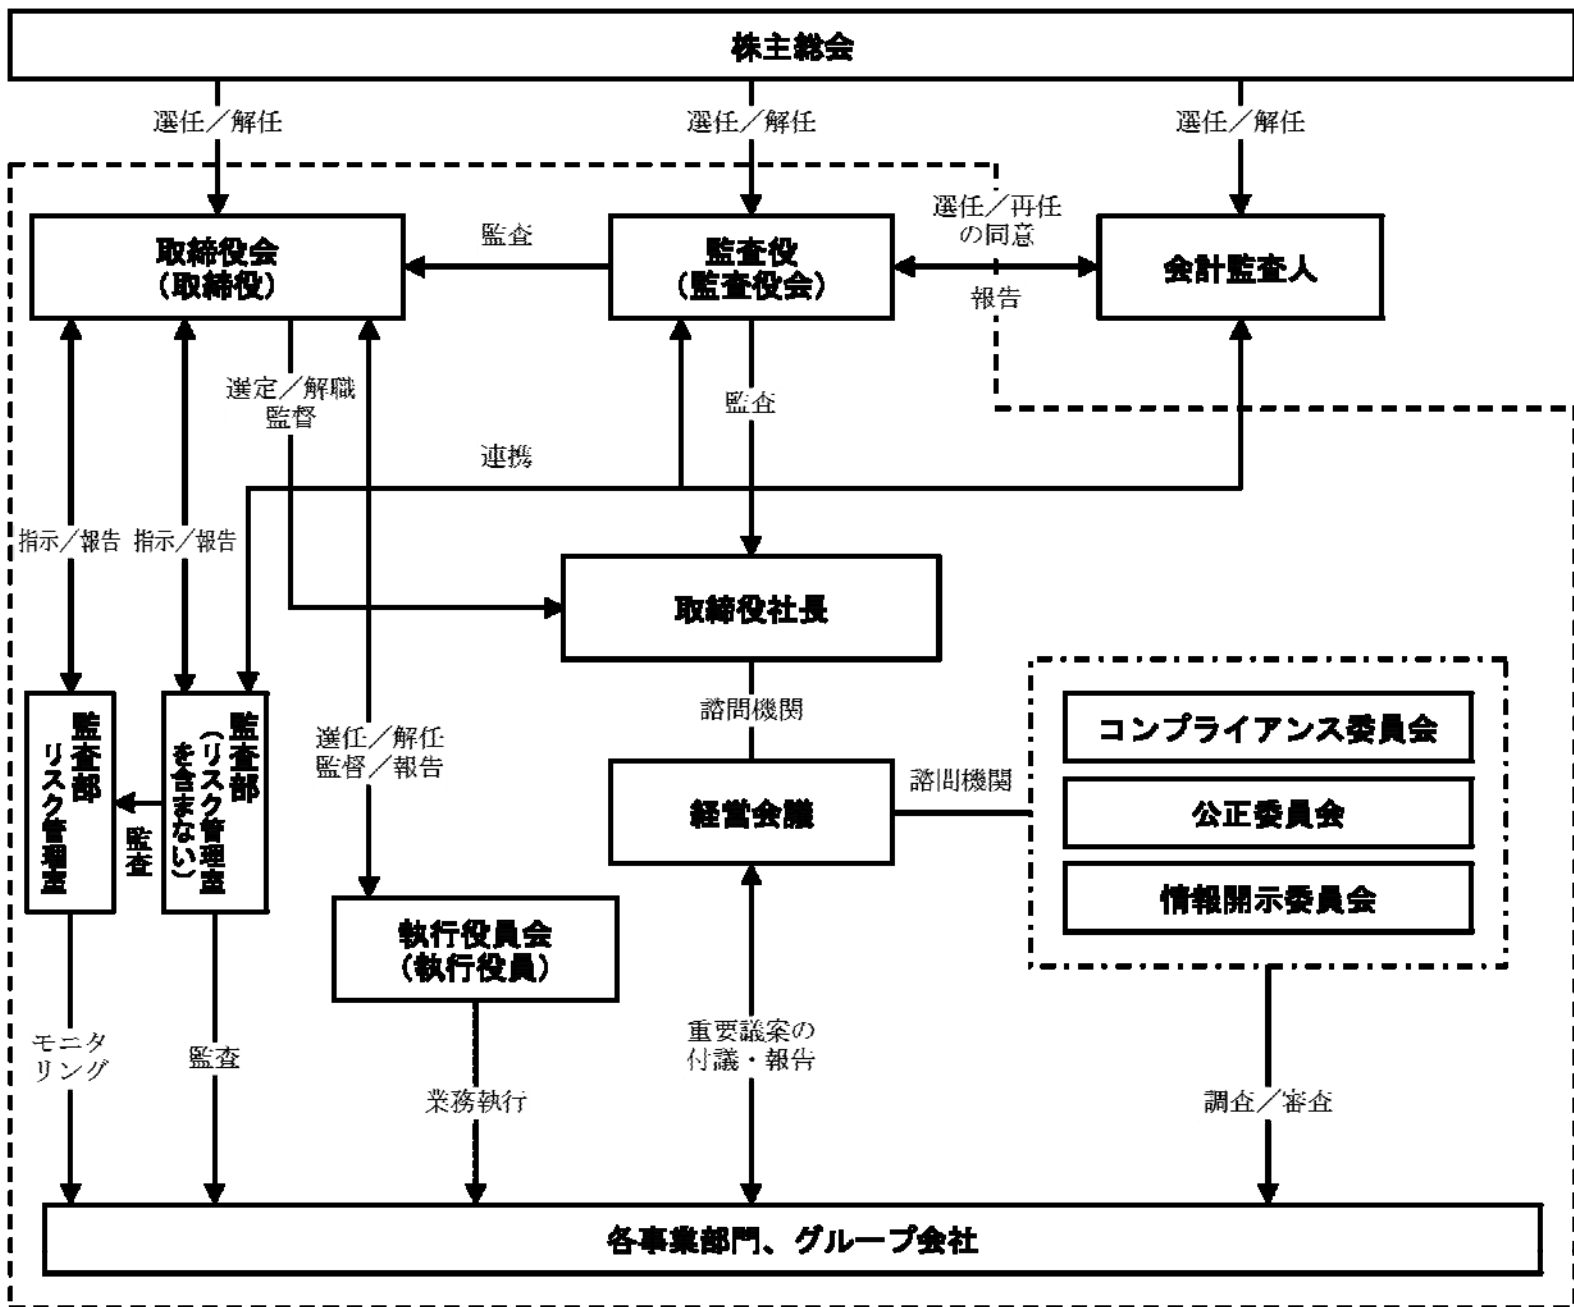 株主総会
選任／解任
選任／解任
選任／解任
取締役会
（取締役）
監査
監査役
（監査役会）
選任／再任
の同意
報告
会計監査人
選定／解職
監督
監査
連携
指示／報告
指示／報告
取締役社長
諮問機関
監査部
リスク管理室
監査
監査部
（リスク管理室
を含まない）
選任／解任
監督／報告
経営会議
諮問機関
コンプライアンス委員会
公正委員会
情報開示委員会
執行役員会
（執行役員）
モニタ
リング
監査
業務執行
重要議案の
付議・報告
調査／審査
各事業部門、グループ会社